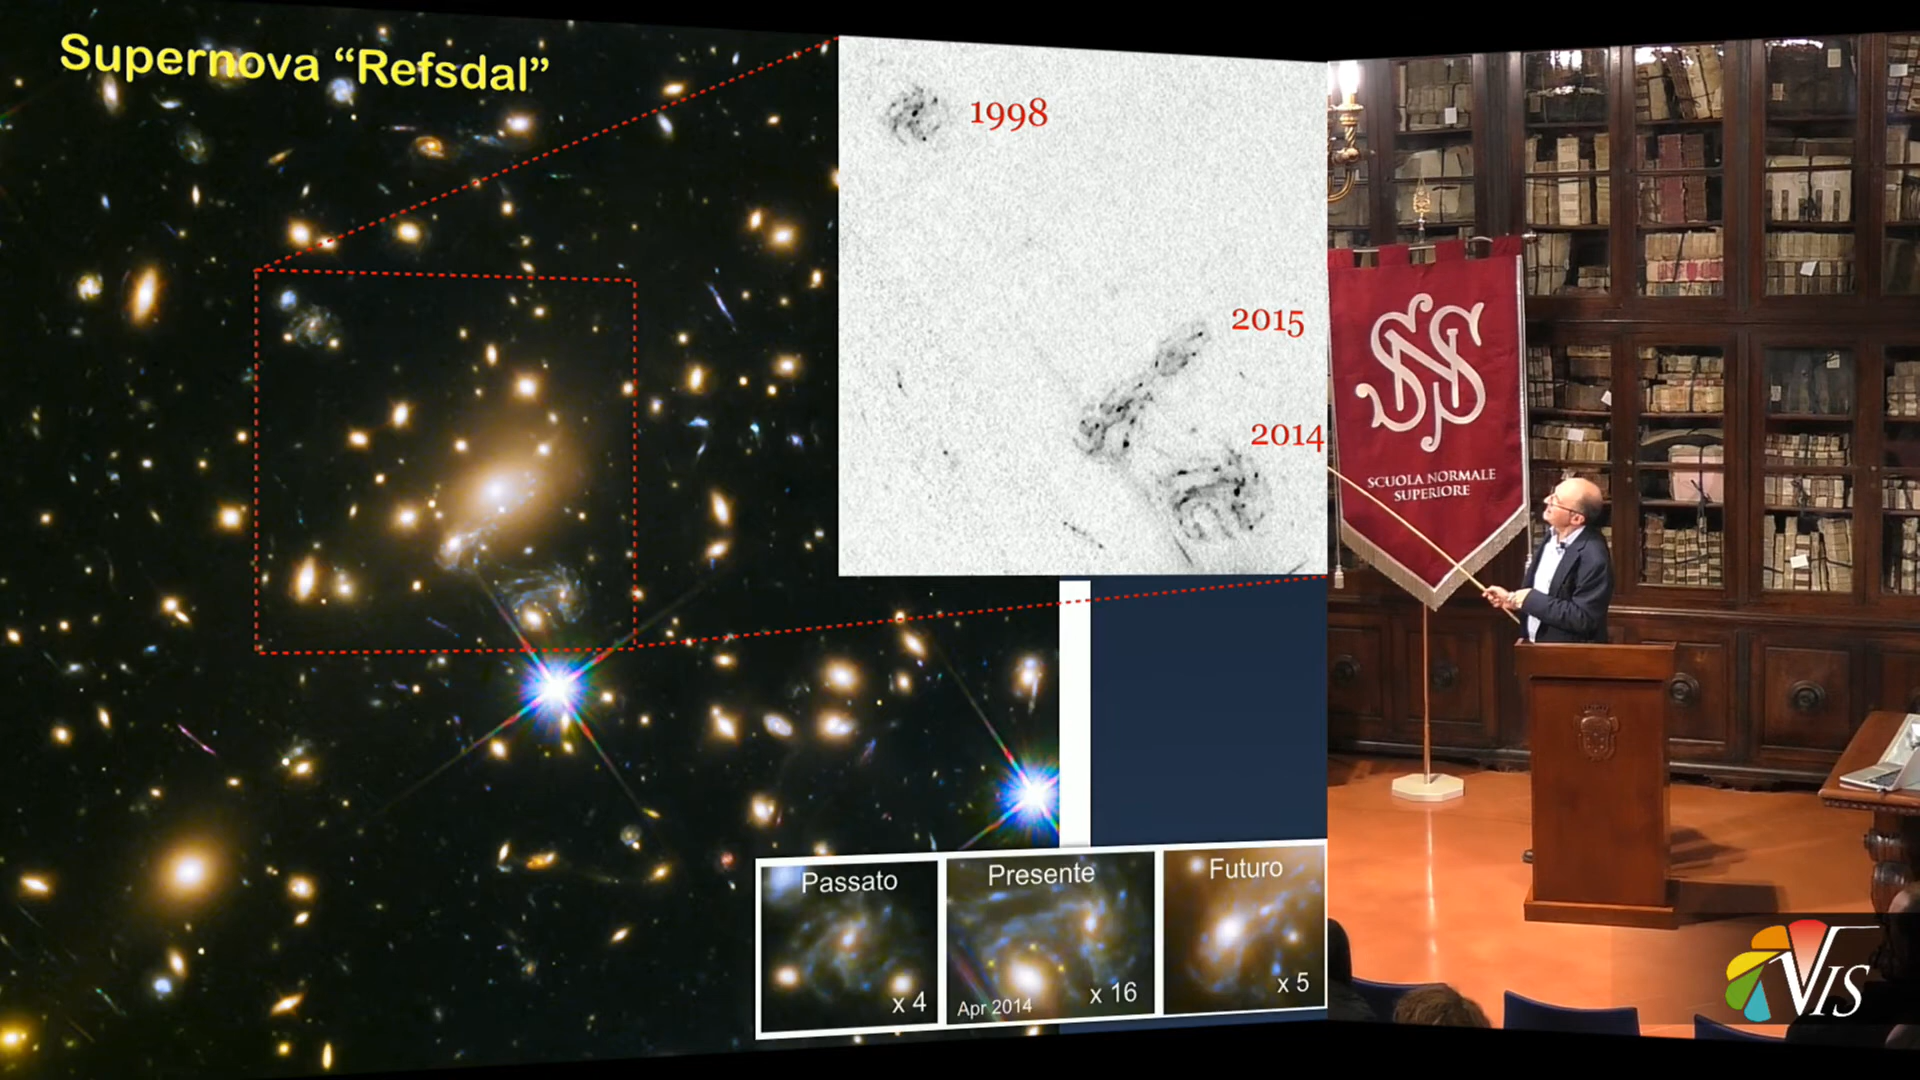 Supernova “Refsdal”
1998
2015
2014
SCUOLA NORMALE
SUPERIORE
Passato
x 4
Presente
Apr 2014
x 16
Futuro
x 5
VIS